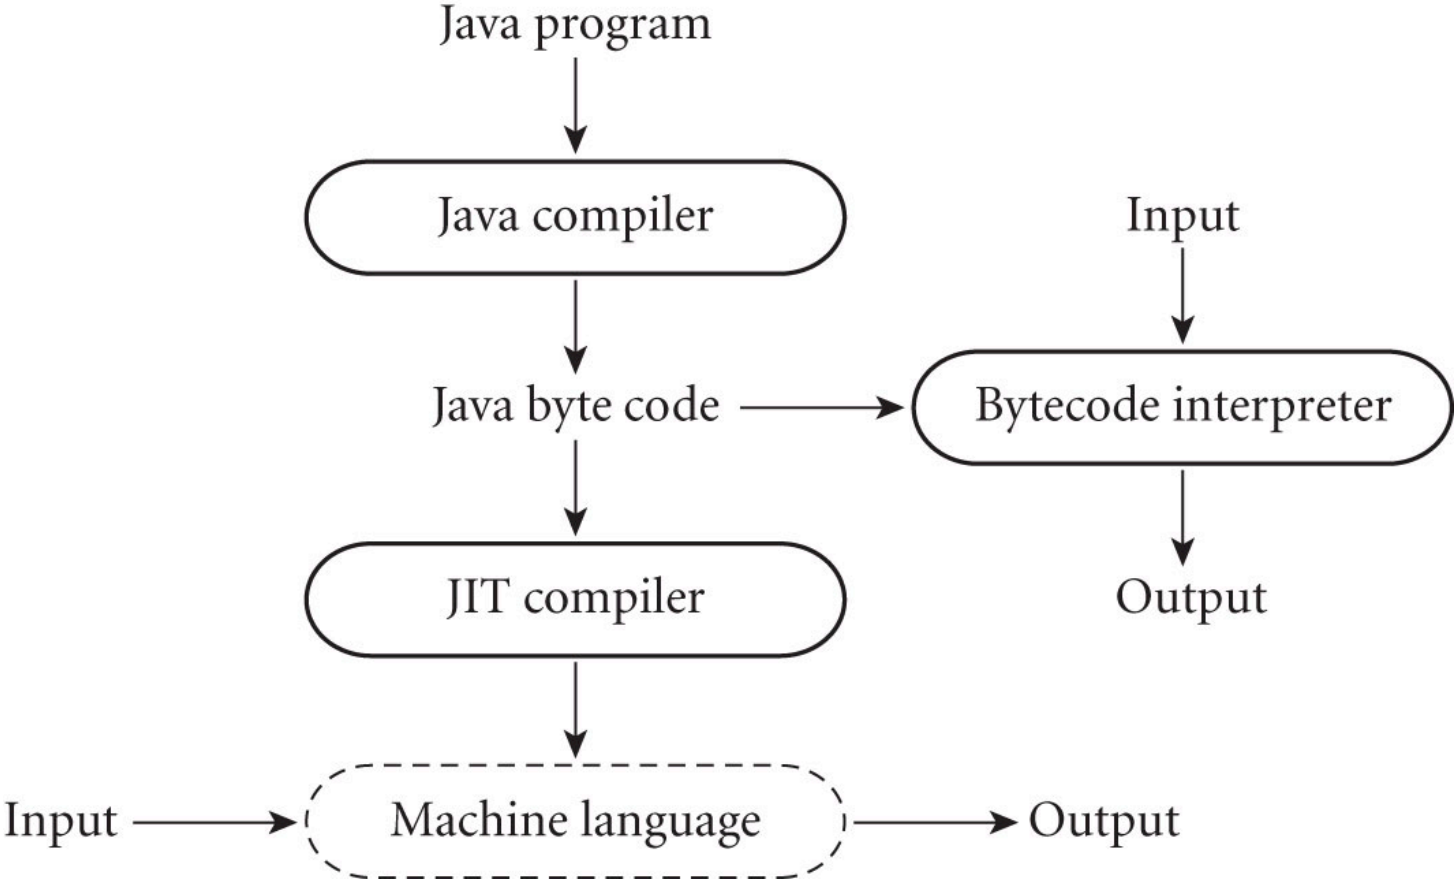 Java program
Java compiler
Input
Java byte code
Bytecode interpreter
JIT compiler
Output
Input
Machine language
Output